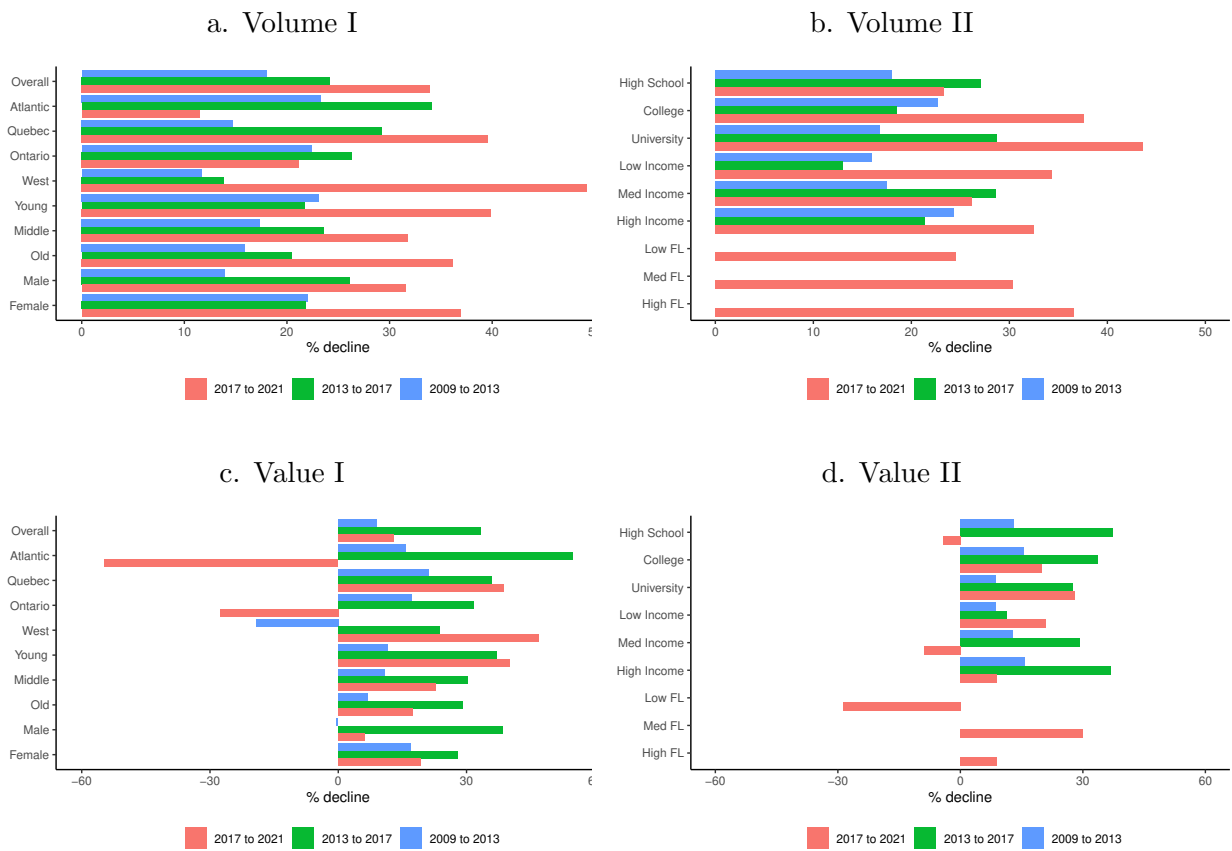 a. Volume I
Overall
Atlantic
Quebec
Ontario
West
Young
Middle
Old
Male
Female
0 10 20 30 40 5
% decline
2017 to 2021 2013 to 2017 2009 to 2013
b. Volume II
High School
College
University
Low Income
Med Income
High Income
Low FL
Med FL
High FL
0 10 20 30 40 50
% decline
2017 to 2021 2013 to 2017 2009 to 2013
c. Value I
Overall
Atlantic
Quebec
Ontario
West
Young
Middle
Old
Male
Female
−60 −30 0 30 6
% decline
2017 to 2021 2013 to 2017 2009 to 2013
d. Value II
High School
College
University
Low Income
Med Income
High Income
Low FL
Med FL
High FL
−60 −30 0 30 60
% decline
2017 to 2021 2013 to 2017 2009 to 2013